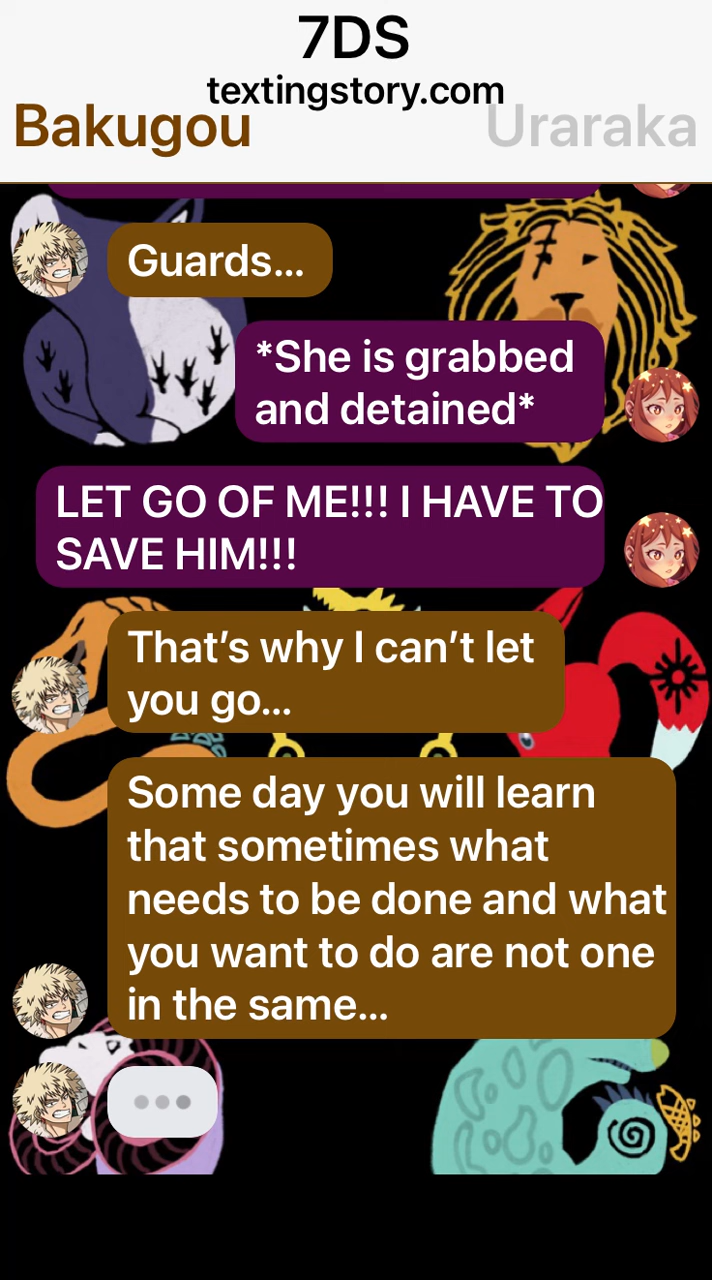 7DS
textingstory.com
Bakugou Uraraka
Guards...
*She is grabbed
and detained*
LET GO OF ME!!! I HAVE TO
SAVE HIM!!!
That’s why I can’t let
you go...
Some day you will learn
that sometimes what
needs to be done and what
you want to do are not one
in the same...